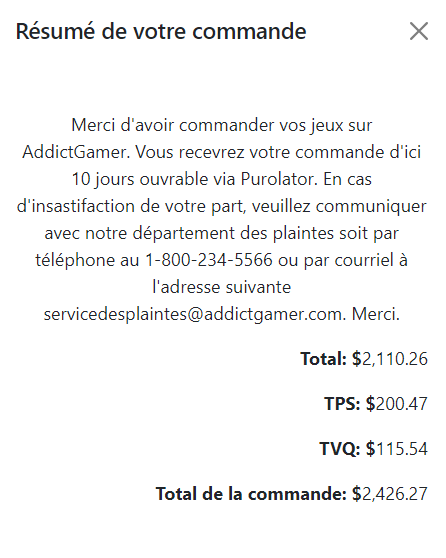 Résumé de votre commande
Merci d'avoir commander vos jeux sur
AddictGamer. Vous recevrez votre commande d'ici
10 jours ouvrable via Purolator. En cas
d'insastifaction de votre part, veuillez communiquer
avec notre département des plaintes soit par
téléphone au 1-800-234-5566 ou par courriel à
l'adresse suivante
servicedesplaintes@addictgamer.com. Merci.
Total: $2,110.26
TPS: $200.47
TVQ: $115.54
Total de la commande: $2,426.27